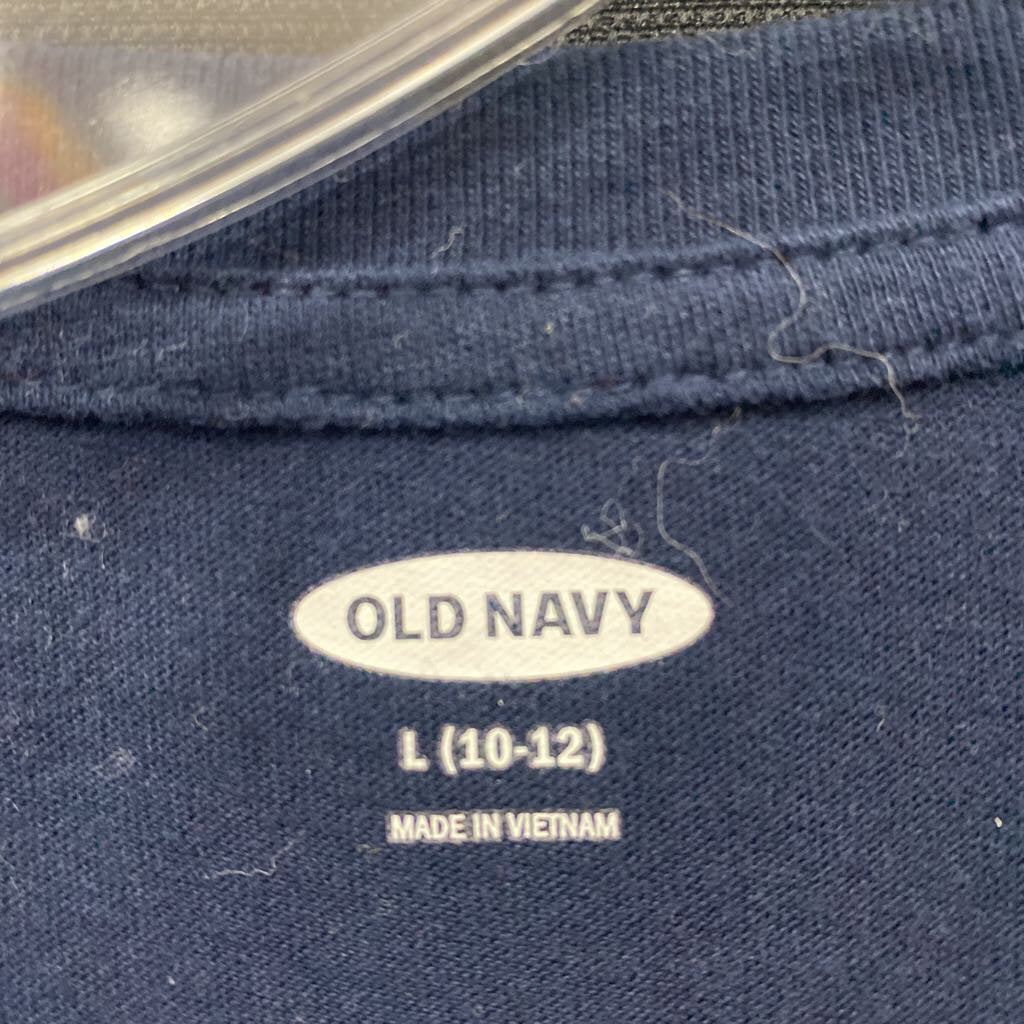 OLD NAVY
L (10-12)
MADE IN VIETNAM